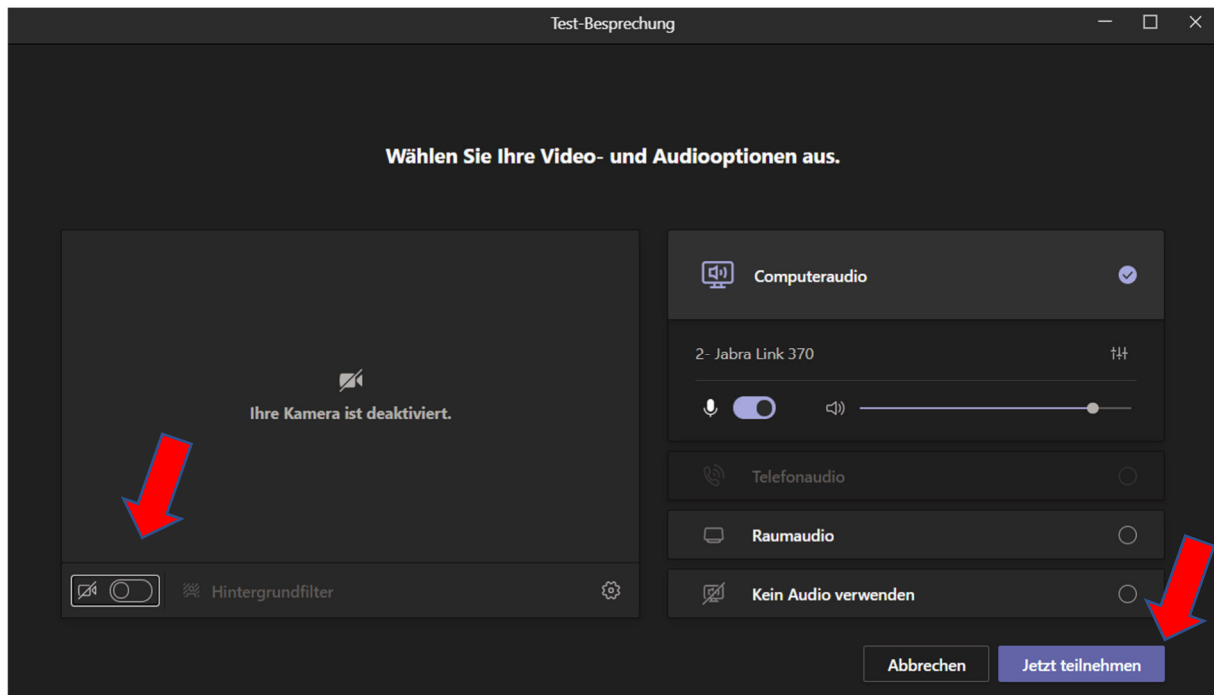 Test-Besprechung
Wählen Sie Ihre Video- und Audiooptionen aus.
Computeraudio
2- Jabra Link 370
Ihre Kamera ist deaktiviert.
Telefonaudio
Raumaudio
Hintergrundfilter
Kein Audio verwenden
Abbrechen
Jetzt teilnehmen